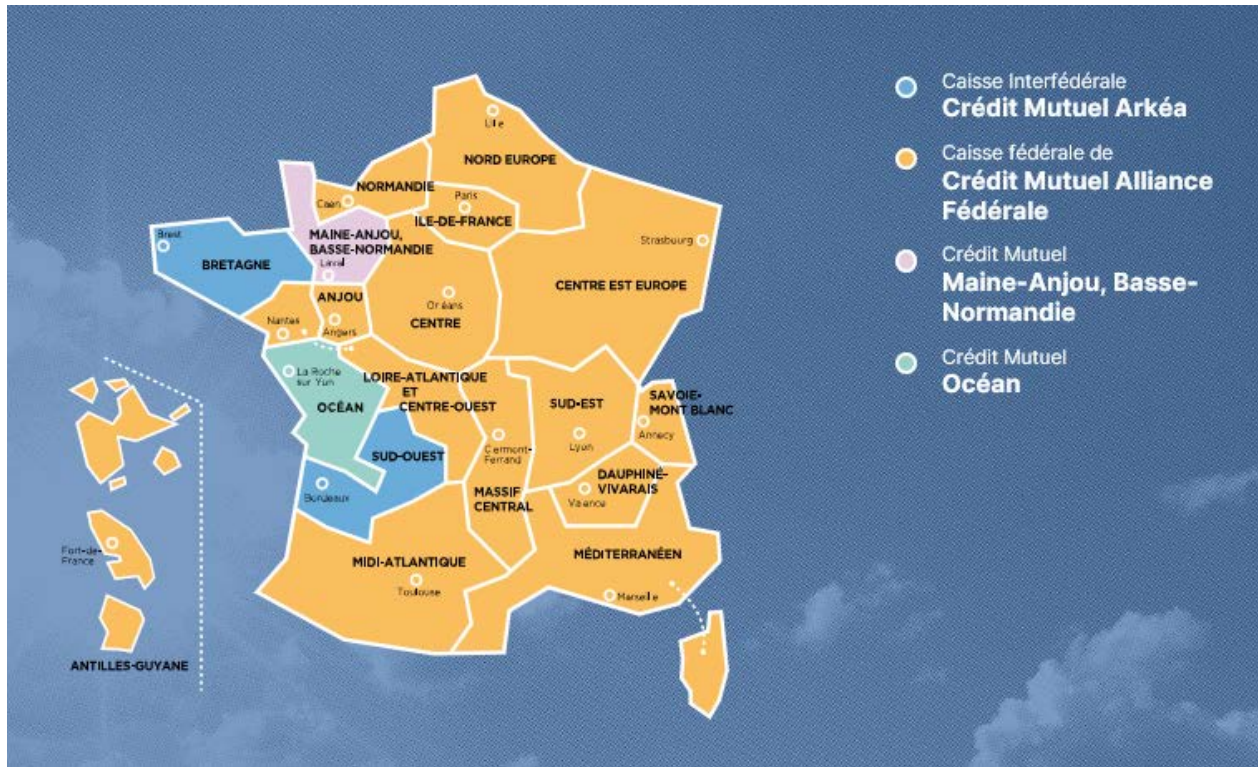 Caisse Interfédérale
Crédit Mutuel Arkéa
Caisse fédérale de
Crédit Mutuel Alliance
Fédérale
Crédit Mutuel
Maine-Anjou, Basse-
Normandie
Crédit Mutuel
Océan
Lille
NORD EUROPE
NORMANDIE
Caen
Paris
ILE-DE-FRANCE
Strasbourg
MAINE-ANJOU,
BASSE-NORMANDIE
Laval
Brest
BRETAGNE
CENTRE EST EUROPE
ANJOU
Angers
Nantes
Orléans
CENTRE
La Roche
sur Yon
OCÉAN
LOIRE-ATLANTIQUE
ET
CENTRE-OUEST
SUD-EST
Lyon
SAVOIE-
MONT BLANC
Annecy
SUD-OUEST
Bordeaux
Clermont-
Ferrand
MASSIF
CENTRAL
DAUPHINÉ-
VIVARAIS
Valence
MIDI-ATLANTIQUE
Toulouse
MÉDITERRANÉEN
Marseille
Fort-de-
France
ANTILLES-GUYANE